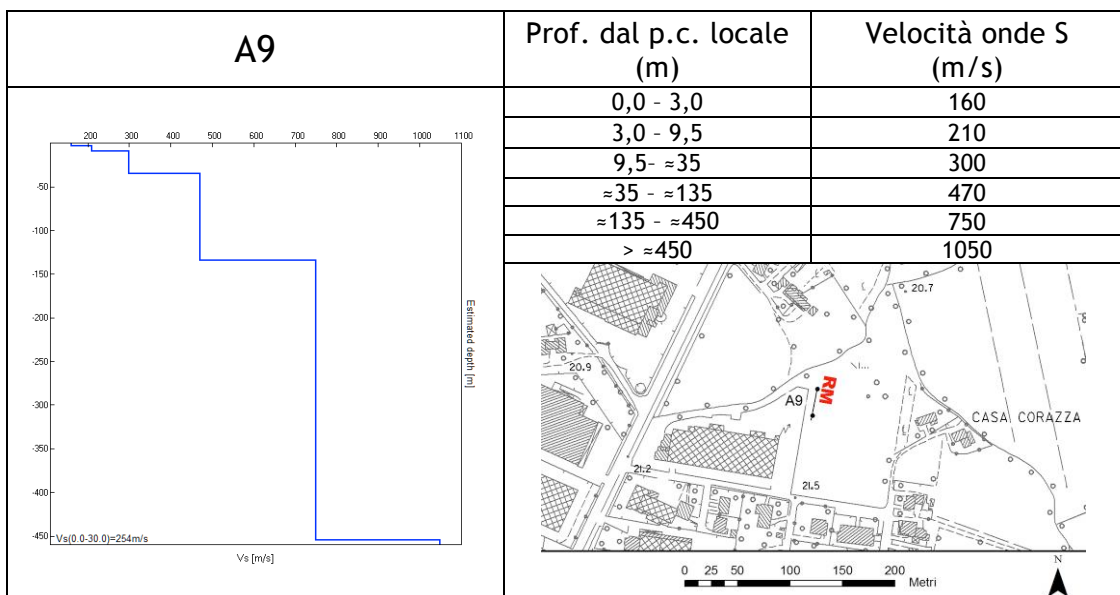 A9
Prof. dal p.c. locale
(m)
Velocità onde S
(m/s)
0,0 – 3,0 160
3,0 – 9,5 210
9,5– ≈35 300
≈35 – ≈135 470
≈135 – ≈450 750
> ≈450 1050
200 300 400 500 600 700 800 900 1000 1100
-50
-100
-150
-200
-250
-300
-350
-400
-450
Estimated depth [m]
Vs(0.0-30.0)=254m/s
Vs [m/s]
20.7
20.9
RM
A9
CASA CORAZZA
21.2
21.5
0 25 50 100 150 200
Metri
N